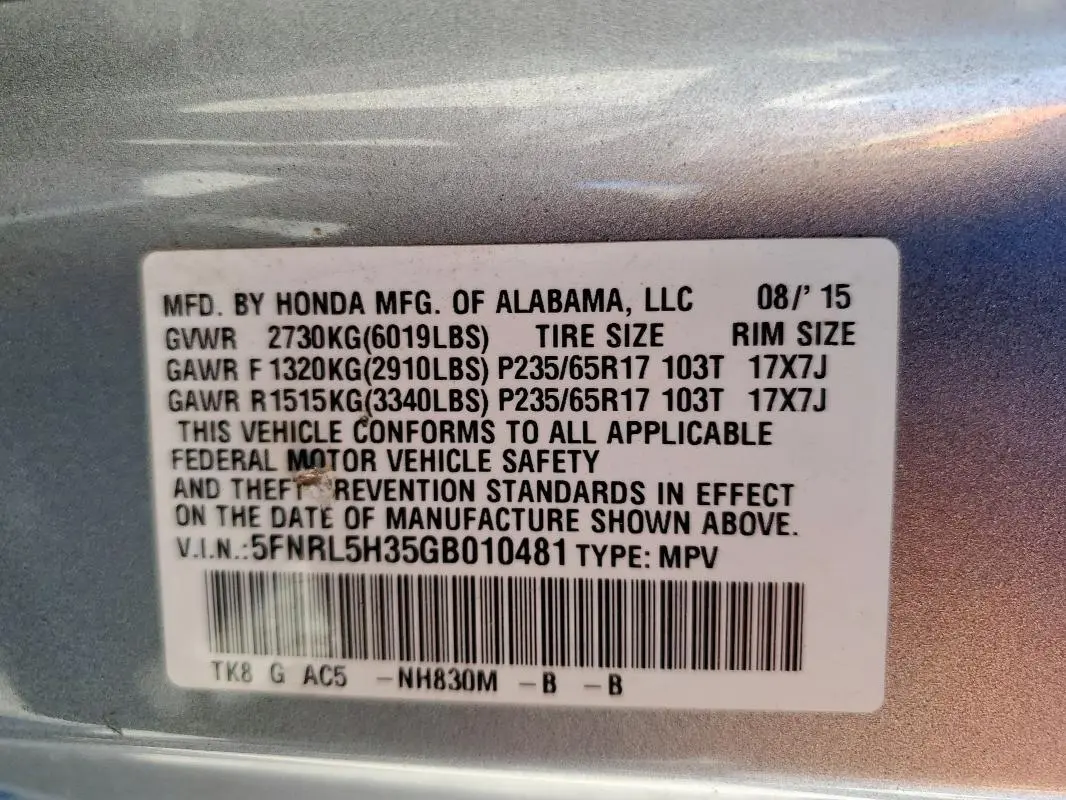 MFD. BY HONDA MFG. OF ALABAMA, LLC 08/' 15
GVWR 2730KG(6019LBS) TIRE SIZE RIM SIZE
GAWR F 1320KG(2910LBS) P235/65R17 103T 17X7J
GAWR R1515KG(3340LBS) P235/65R17 103T 17X7J
THIS VEHICLE CONFORMS TO ALL APPLICABLE
FEDERAL MOTOR VEHICLE SAFETY
AND THEFT PREVENTION STANDARDS IN EFFECT
ON THE DATE OF MANUFACTURE SHOWN ABOVE.
V.I.N.:5FNRL5H35GB010481 TYPE: MPV
TK8 G AC5 -NH830M -B -B